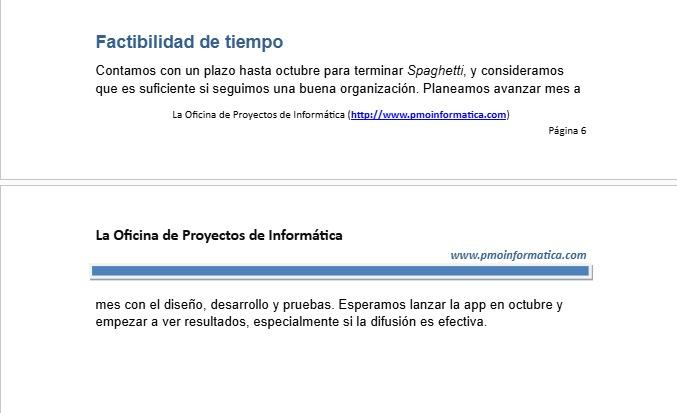 Factibilidad de tiempo
Contamos con un plazo hasta octubre para terminar Spaghetti, y consideramos
que es suficiente si seguimos una buena organización. Planeamos avanzar mes a
La Oficina de Proyectos de Informática (http://www.pmoinformatica.com)
Página 6
La Oficina de Proyectos de Informática
www.pmoinformatica.com
mes con el diseño, desarrollo y pruebas. Esperamos lanzar la app en octubre y
empezar a ver resultados, especialmente si la difusión es efectiva.